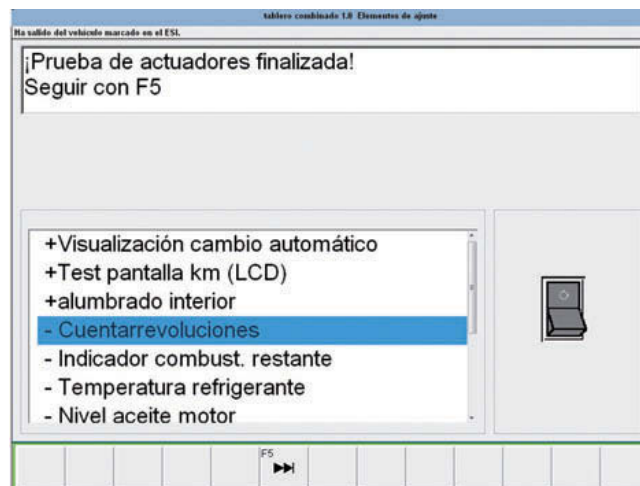 tablero combinado 1.0 Elementos de ajuste
Ha salido del vehículo marcado en el ESI.
¡Prueba de actuadores finalizada!
Seguir con F5
+Visualización cambio automático
+Test pantalla km (LCD)
+alumbrado interior
- Cuentarrevoluciones
- Indicador combust. restante
- Temperatura refrigerante
- Nivel aceite motor
F5